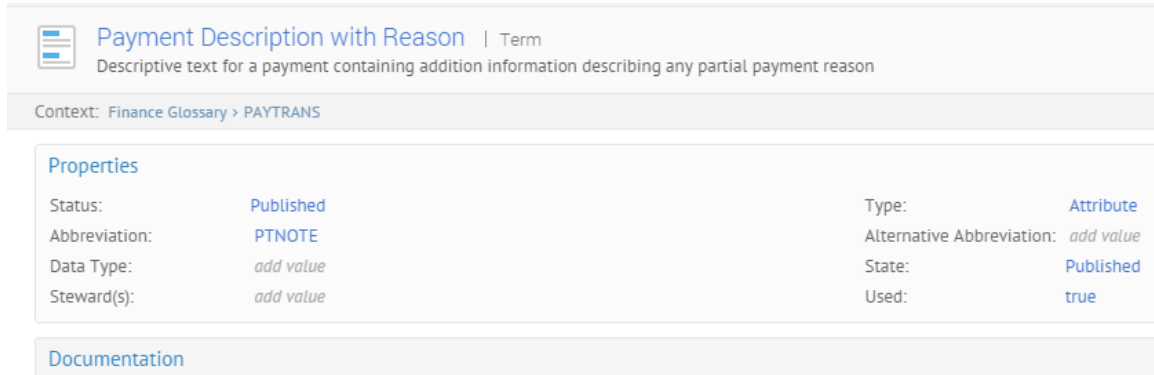 Payment Description with Reason | Term
Descriptive text for a payment containing addition information describing any partial payment reason
Context: Finance Glossary › PAYTRANS
Properties
Status: Published Type: Attribute
Abbreviation: PTNOTE Alternative Abbreviation: add value
Data Type: add value State: Published
Steward(s): add value Used: true
Documentation